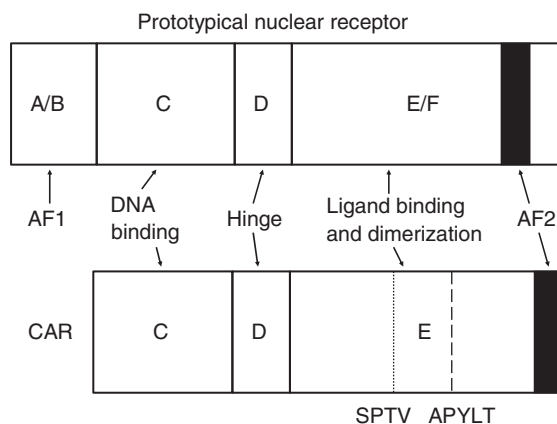 Prototypical nuclear receptor
A/B C D E/F
AF1 DNA binding Hinge Ligand binding and dimerization AF2
CAR C D E
SPTV APYLT